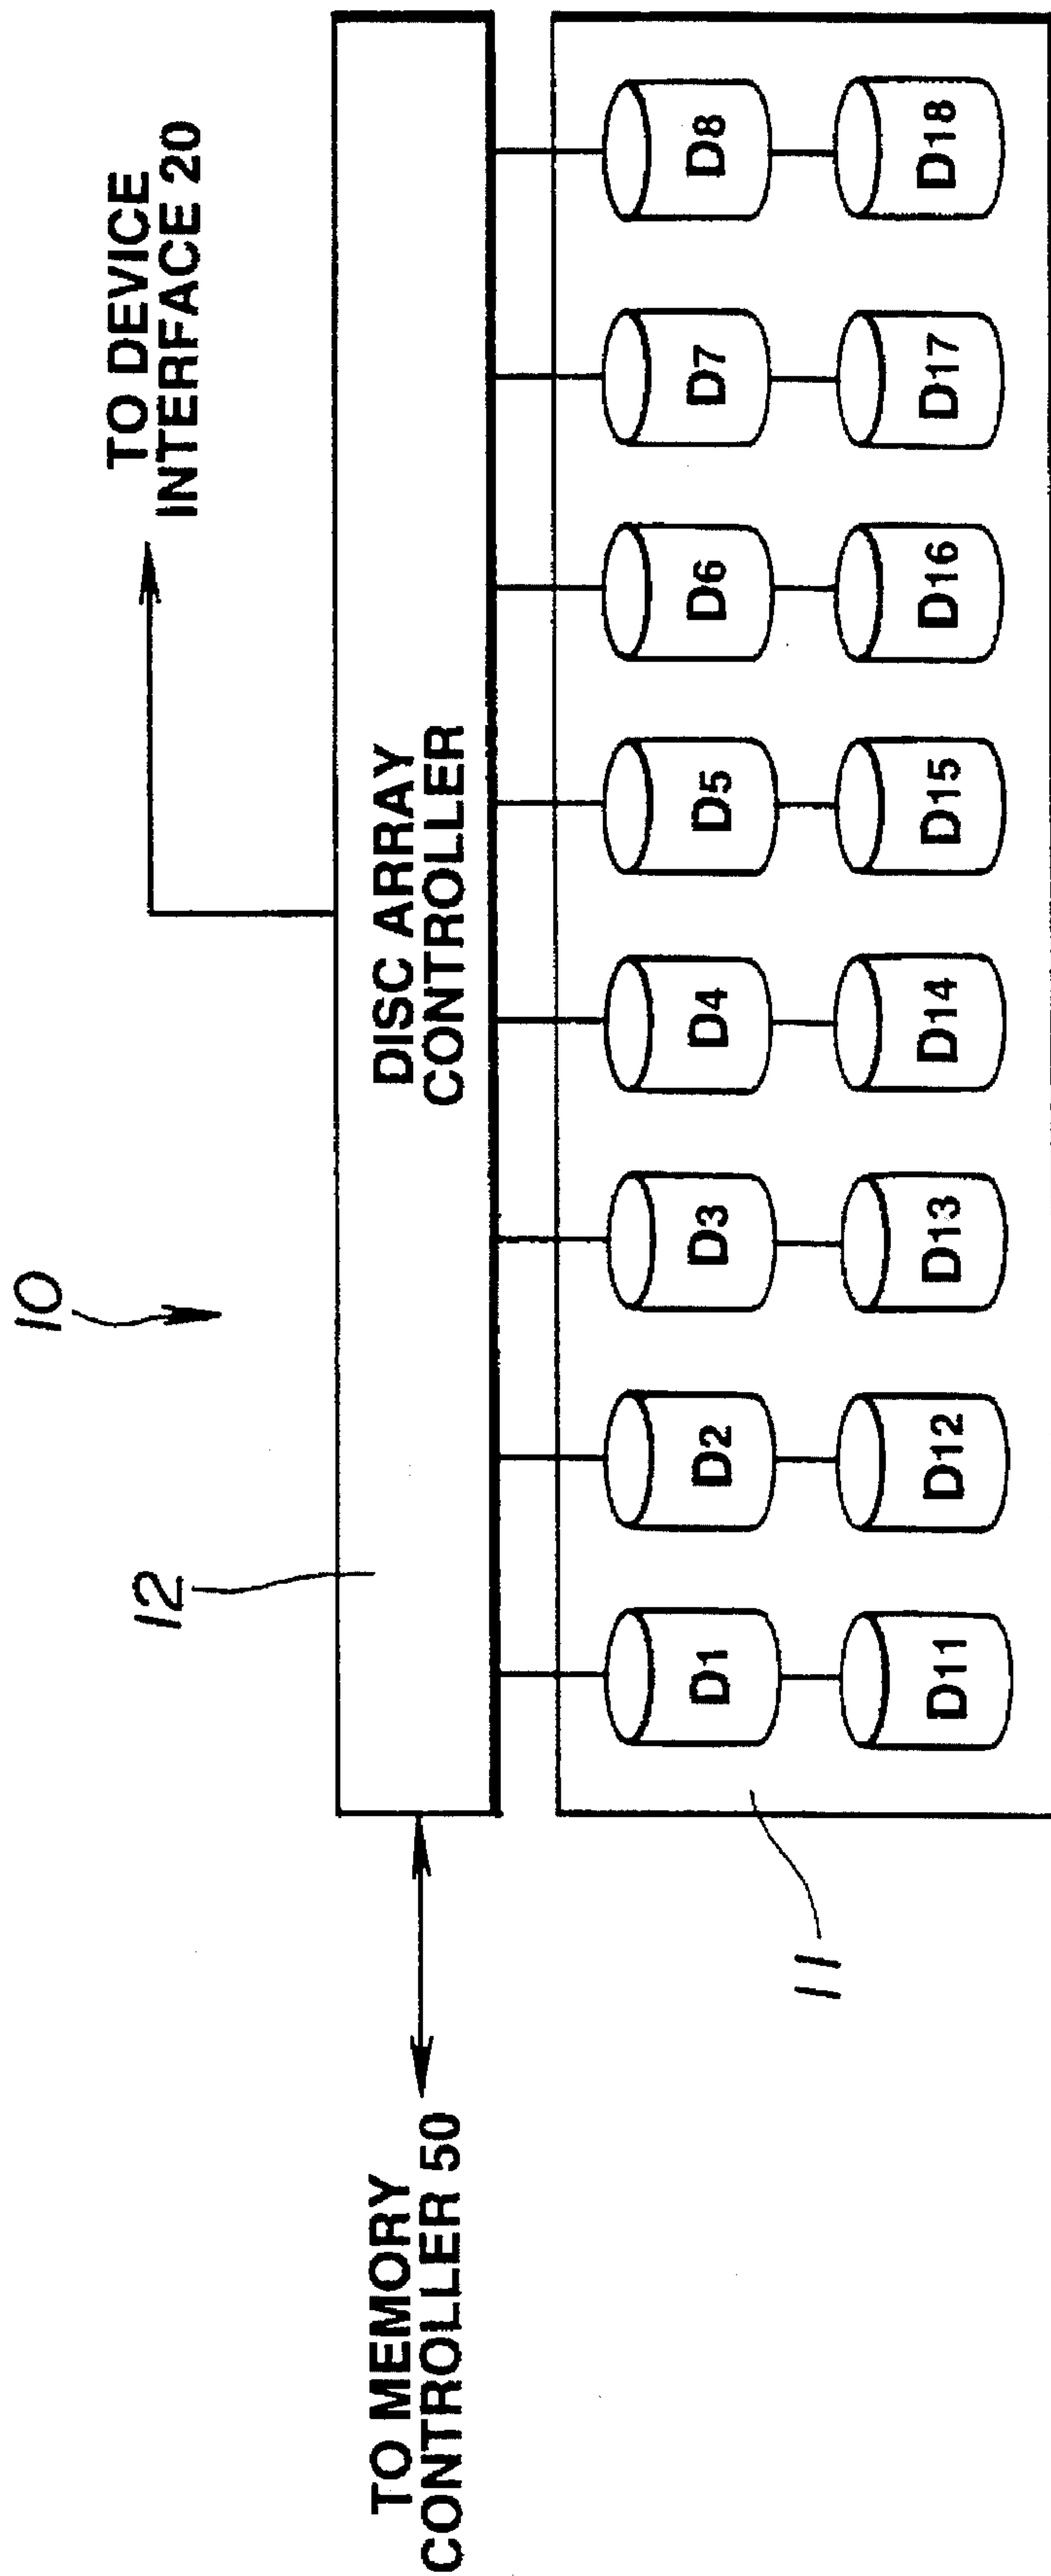 10
TO DEVICE
INTERFACE 20
12
DISC ARRAY
CONTROLLER
TO MEMORY
CONTROLLER 50
D1
D2
D3
D4
D5
D6
D7
D8
D11
D12
D13
D14
D15
D16
D17
D18
11